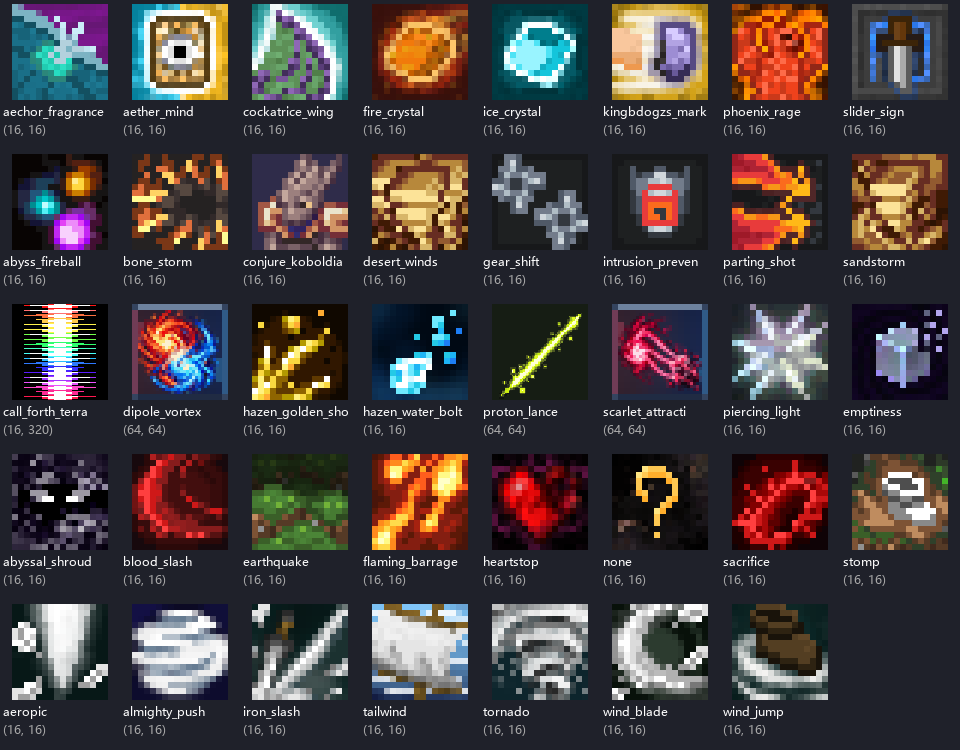 aechor_fragrance aether_mind cockatrice_wing fire_crystal ice_crystal kingbdogzs_mark phoenix_rage slider_sign
(16, 16) (16, 16) (16, 16) (16, 16) (16, 16) (16, 16) (16, 16) (16, 16)
abyss_fireball bone_storm conjure_koboldia desert_winds gear_shift intrusion_preven parting_shot sandstorm
(16, 16) (16, 16) (16, 16) (16, 16) (16, 16) (16, 16) (16, 16) (16, 16)
call_forth_terra dipole_vortex hazen_golden_sho hazen_water_bolt proton_lance scarlet_attracti piercing_light emptiness
(16, 320) (64, 64) (16, 16) (16, 16) (64, 64) (64, 64) (16, 16) (16, 16)
abyssal_shroud blood_slash earthquake flaming_barrage heartstop none sacrifice stomp
(16, 16) (16, 16) (16, 16) (16, 16) (16, 16) (16, 16) (16, 16) (16, 16)
aeropic almighty_push iron_slash tailwind tornado wind_blade wind_jump
(16, 16) (16, 16) (16, 16) (16, 16) (16, 16) (16, 16) (16, 16)